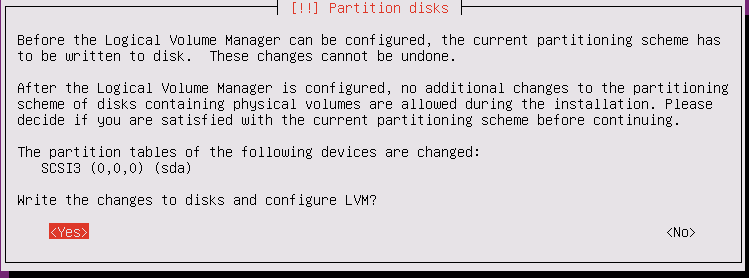 [!!] Partition disks
Before the Logical Volume Manager can be configured, the current partitioning scheme has
to be written to disk.  These changes cannot be undone.
After the Logical Volume Manager is configured, no additional changes to the partitioning
scheme of disks containing physical volumes are allowed during the installation. Please
decide if you are satisfied with the current partitioning scheme before continuing.
The partition tables of the following devices are changed:
SCSI3 (0,0,0) (sda)
Write the changes to disks and configure LVM?
<Yes> <No>